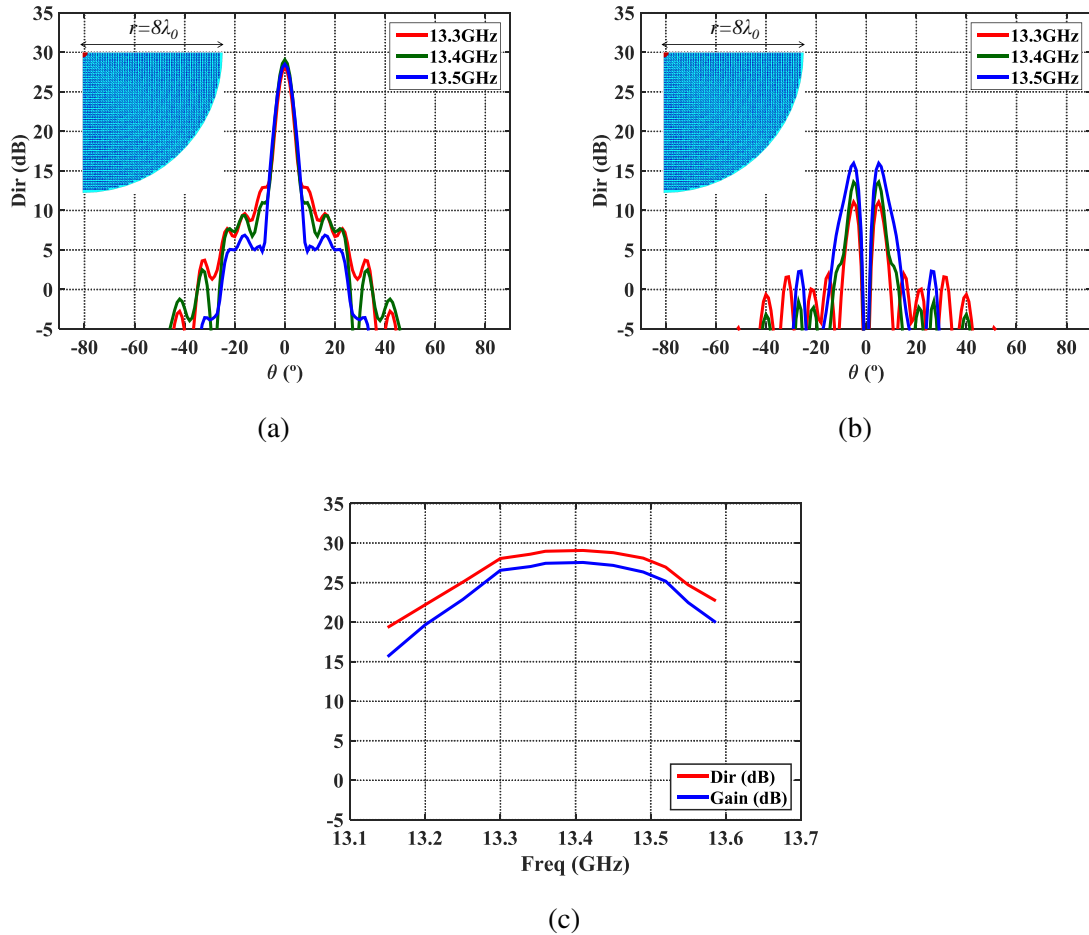 r=8λ0
35
30
25
20
15
10
5
0
-5
Dir (dB)
13.3GHz
13.4GHz
13.5GHz
-80 -60 -40 -20 0 20 40 60 80
θ (º)
(a)
r=8λ0
35
30
25
20
15
10
5
0
-5
Dir (dB)
13.3GHz
13.4GHz
13.5GHz
-80 -60 -40 -20 0 20 40 60 80
θ (º)
(b)
35
30
25
20
15
10
5
0
-5
Dir (dB)
Gain (dB)
13.1 13.2 13.3 13.4 13.5 13.6 13.7
Freq (GHz)
(c)